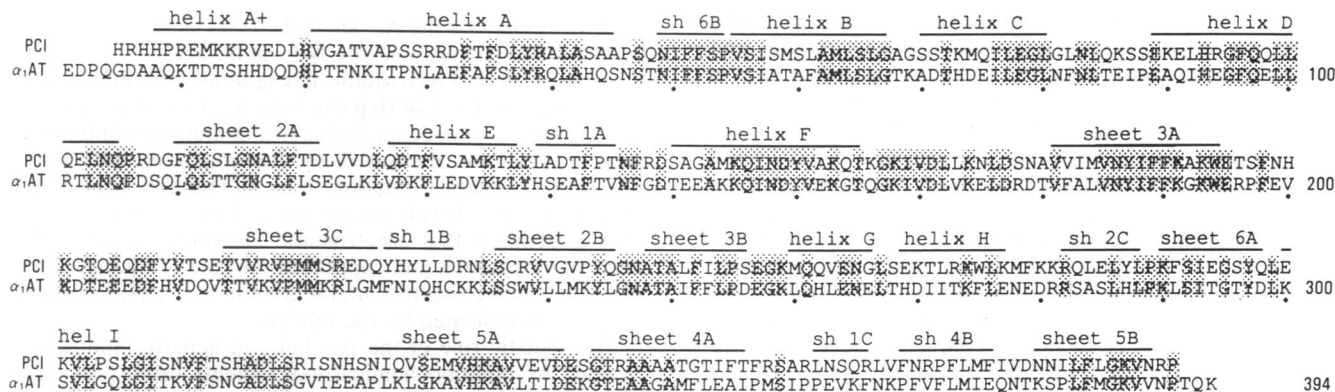 helix A+ helix A sh 6B helix B helix C helix D
PCI HRHHPREMKKRVEDLHVGATVAPSSRRDFTFDLYRALASAAPSQNIFFSPVSISMSLAMLSLGAGSSTKMQILEGLGLNLQKSSEKELHRGFQQLL
α₁AT EDPQGDAAQKTDTSHHDQDHPTFNKITPNLAEFAFSLYRQLAHQSNSTNIFFSPVSIATAFAMLSLGTKADTHDEILEGLNFNLTEIPEAQIHEGFQELL 100
sheet 2A helix E sh 1A helix F sheet 3A
PCI QELNQPRDGFQLSLGNALFTDLVVDLQDTFVSAMKTLYLADTFPTNFRDSAGAMKQINDYVAKQTKGKIVDLLKNLDSNAVVIMVNYIFFKAKWETSFNH
α₁AT RTLNQPDSQLQLTTGNGLFLSEGLKLVDKFLEDVKKLYHSEAFTVNFGDTEEAKKQINDYVEKGTQGKIVDLVKELDRDTVFALVNYIFFKGKWERPFEV 200
sheet 3C sh 1B sheet 2B sheet 3B helix G helix H sh 2C sheet 6A
PCI KGTQEQDFYVTSETVVRVPMMSREDQYHYLLDRNLSCRVVGVPYQGNATALFILPSEGKMQQVENGLSEKTLRKWLKMFKKRQLELYLPKFSIEGSYQLE
α₁AT KDTEEEDFHVDQVTTVKVPMMKRLGMFNIQHCKKLSSWVLLMKYLGNATAIFFLPDEGKLQHLENELTHDIITKFLENEDRRSASLHLPKLSITGTYDLK 300
hel I sheet 5A sheet 4A sh 1C sh 4B sheet 5B
PCI KVLPSLGISNVFTSHADLSRISNHSNIQVSEMVHKAVVEVDESGTRAAAATGTIFTFRSARLNSQRLVFNRPFLMFIVDNNILFLGKVNRP
α₁AT SVLGQLGITKVFSNGADLSGVTEEAPLKLSKAVHKAVLTIDEKGTEAAGAMFLEAIPMSIPPEVKFNKPFVFLMIEQNTKSPLFMGKVVNPTQK 394